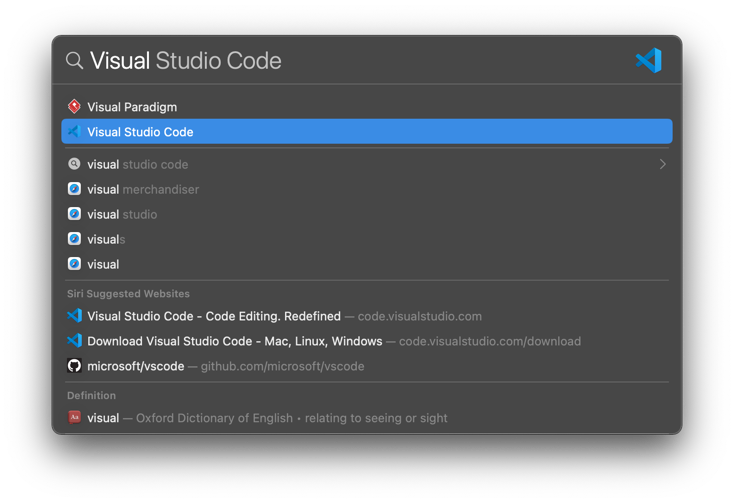 Visual Studio Code
Visual Paradigm
Visual Studio Code
visual studio code
visual merchandiser
visual studio
visuals
visual
Siri Suggested Websites
Visual Studio Code - Code Editing. Redefined — code.visualstudio.com
Download Visual Studio Code - Mac, Linux, Windows — code.visualstudio.com/download
microsoft/vscode — github.com/microsoft/vscode
Definition
Aa visual — Oxford Dictionary of English • relating to seeing or sight